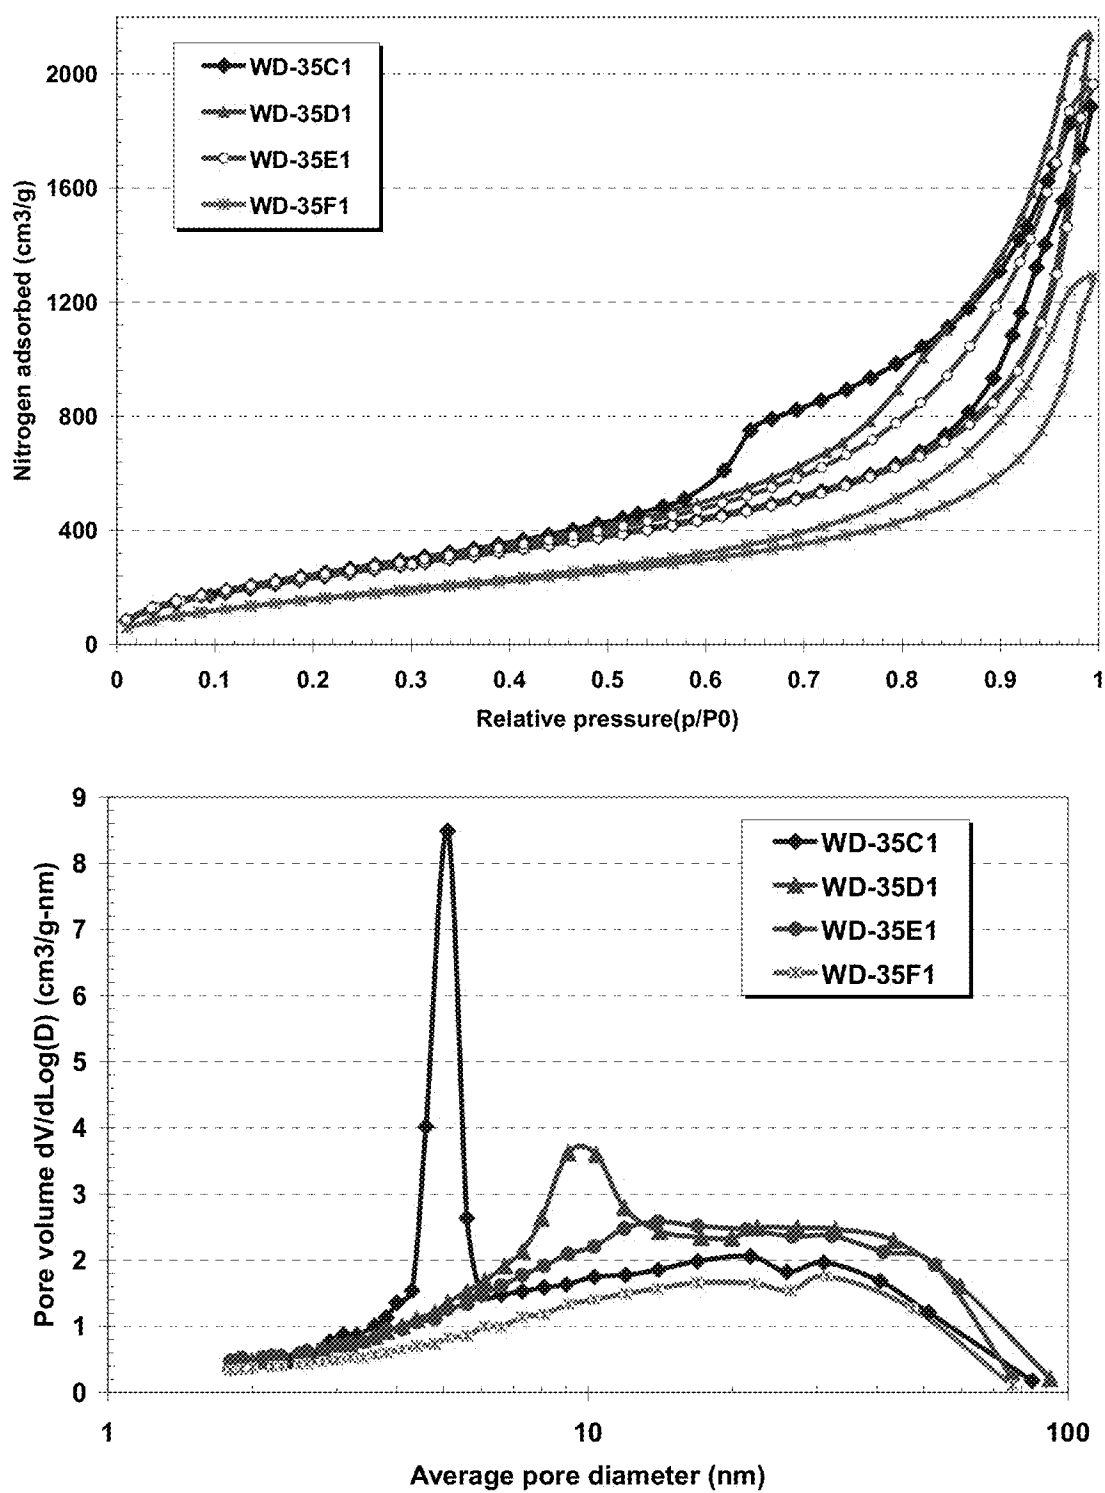 Nitrogen adsorbed (cm3/g)
2000
1600
1200
800
400
0
WD-35C1
WD-35D1
WD-35E1
WD-35F1
0 0.1 0.2 0.3 0.4 0.5 0.6 0.7 0.8 0.9 1
Relative pressure(p/P0)
Pore volume dV/dLog(D) (cm3/g-nm)
9
8
7
6
5
4
3
2
1
0
WD-35C1
WD-35D1
WD-35E1
WD-35F1
1 10 100
Average pore diameter (nm)